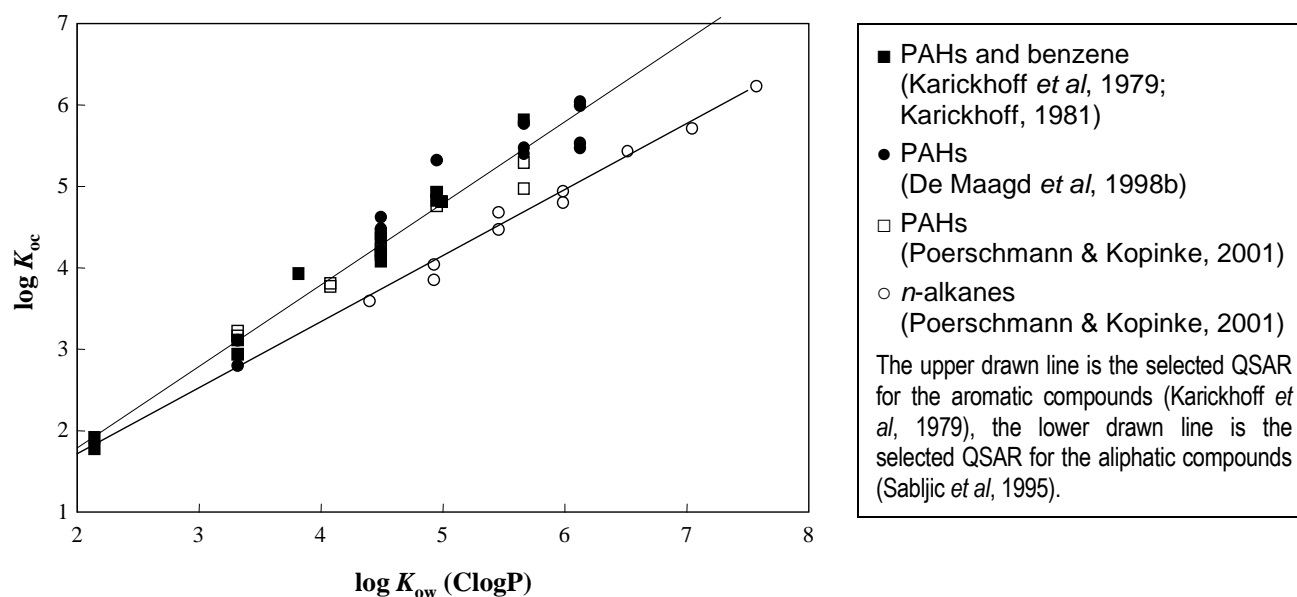 7
6
5
4
3
2
1
2 3 4 5 6 7 8
log Koc
log Kow (ClogP)
■ PAHs and benzene
(Karickhoff et al, 1979;
Karickhoff, 1981)
● PAHs
(De Maagd et al, 1998b)
□ PAHs
(Poerschmann & Kopinke, 2001)
○ n-alkanes
(Poerschmann & Kopinke, 2001)
The upper drawn line is the selected QSAR
for the aromatic compounds (Karickhoff et
al, 1979), the lower drawn line is the
selected QSAR for the aliphatic compounds
(Sabljic et al, 1995).